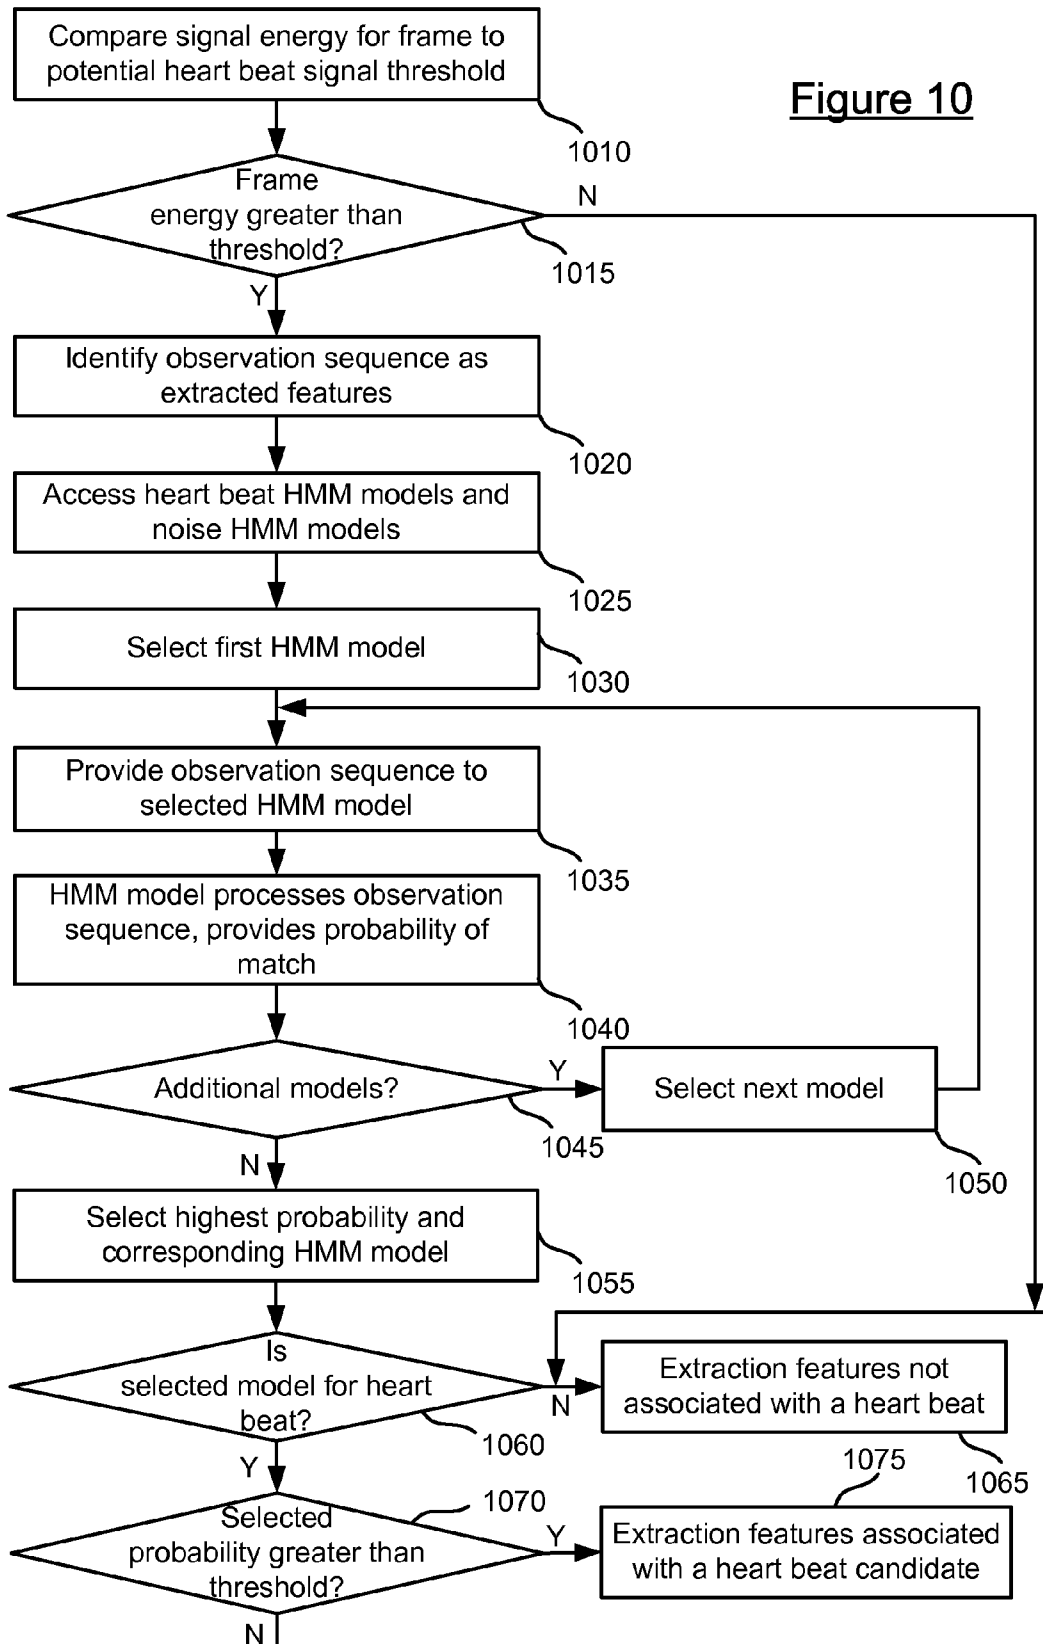 Compare signal energy for frame to
potential heart beat signal threshold
Figure 10
1010
Frame
energy greater than
threshold?
N
1015
Y
Identify observation sequence as
extracted features
1020
Access heart beat HMM models and
noise HMM models
1025
Select first HMM model
1030
Provide observation sequence to
selected HMM model
1035
HMM model processes observation
sequence, provides probability of
match
1040
Additional models?
Y
Select next model
1045
1050
N
Select highest probability and
corresponding HMM model
1055
Is
selected model for heart
beat?
N
Extraction features not
associated with a heart beat
1060
1065
Y
1075
1070
Selected
probability greater than
threshold?
Y
Extraction features associated
with a heart beat candidate
N